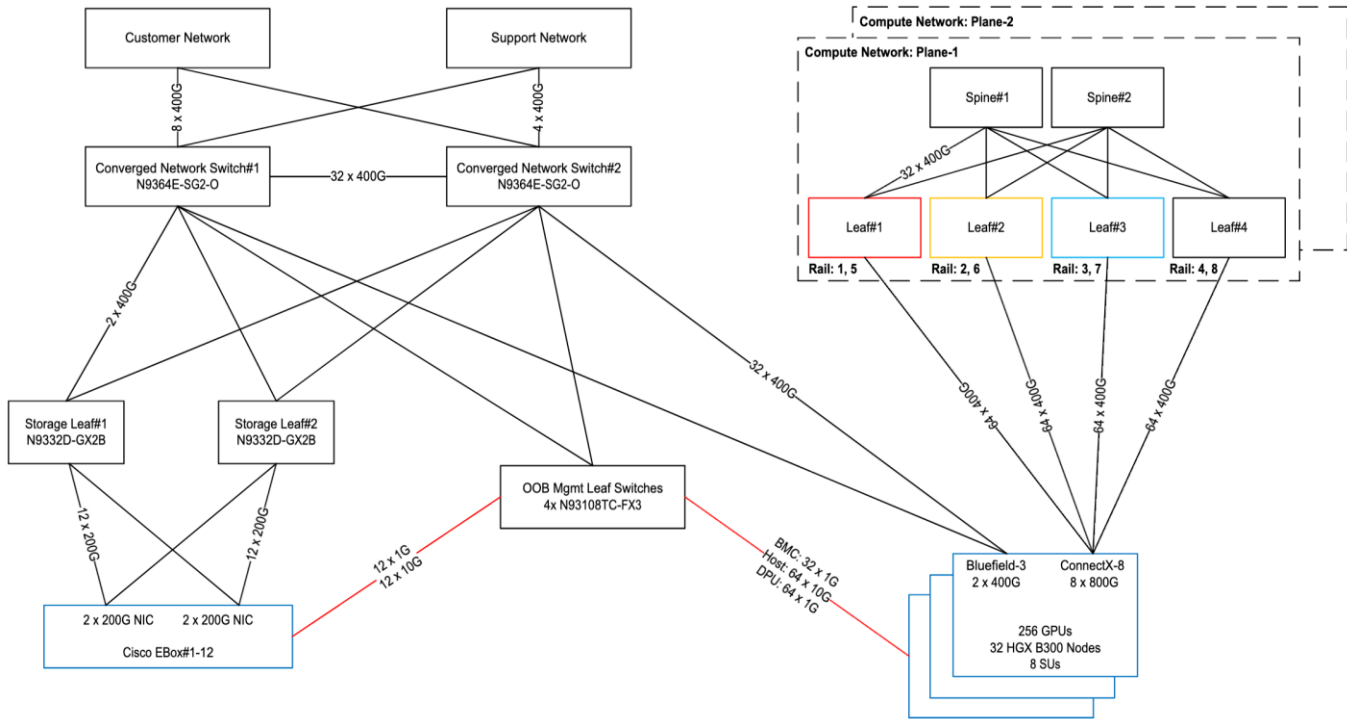 Customer Network
Support Network
Compute Network: Plane-2
Compute Network: Plane-1
Spine#1
Spine#2
8 x 400G
4 x 400G
32 x 400G
Converged Network Switch#1
N9364E-SG2-O
32 x 400G
Converged Network Switch#2
N9364E-SG2-O
Leaf#1
Leaf#2
Leaf#3
Leaf#4
Rail: 1, 5
Rail: 2, 6
Rail: 3, 7
Rail: 4, 8
2 x 400G
32 x 400G
64 x 400G
64 x 400G
64 x 400G
64 x 400G
Storage Leaf#1
N9332D-GX2B
Storage Leaf#2
N9332D-GX2B
OOB Mgmt Leaf Switches
4x N93108TC-FX3
12 x 200G
12 x 200G
12 x 1G
12 x 10G
BMC: 32 x 1G
Host: 64 x 10G
DPU: 64 x 1G
Bluefield-3
2 x 400G
ConnectX-8
8 x 800G
256 GPUs
32 HGX B300 Nodes
8 SUs
2 x 200G NIC
2 x 200G NIC
Cisco EBox#1-12